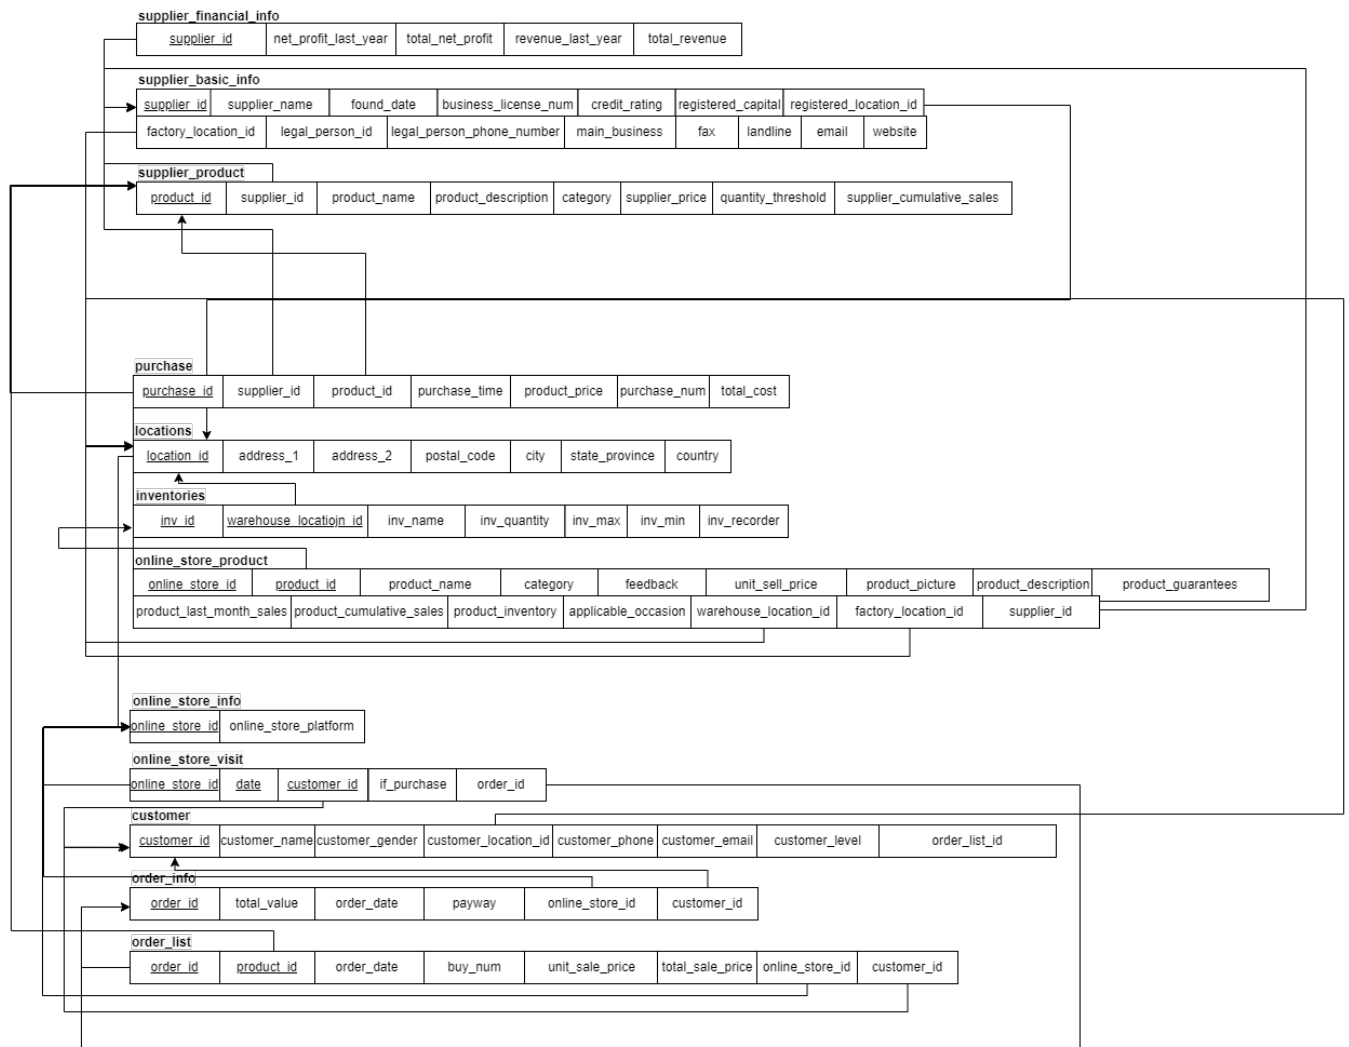 supplier_financial_info
supplier_id net_profit_last_year total_net_profit revenue_last_year total_revenue
supplier_basic_info
supplier_id supplier_name found_date business_license_num credit_rating registered_capital registered_location_id
factory_location_id legal_person_id legal_person_phone_number main_business fax landline email website
supplier_product
product_id supplier_id product_name product_description category supplier_price quantity_threshold supplier_cumulative_sales
purchase
purchase_id supplier_id product_id purchase_time product_price purchase_num total_cost
locations
location_id address_1 address_2 postal_code city state_province country
inventories
inv_id warehouse_locatiojn_id inv_name inv_quantity inv_max inv_min inv_recorder
online_store_product
online_store_id product_id product_name category feedback unit_sell_price product_picture product_description product_guarantees
product_last_month_sales product_cumulative_sales product_inventory applicable_occasion warehouse_location_id factory_location_id supplier_id
online_store_info
online_store_id online_store_platform
online_store_visit
online_store_id date customer_id if_purchase order_id
customer
customer_id customer_name customer_gender customer_location_id customer_phone customer_email customer_level order_list_id
order_info
order_id total_value order_date payway online_store_id customer_id
order_list
order_id product_id order_date buy_num unit_sale_price total_sale_price online_store_id customer_id